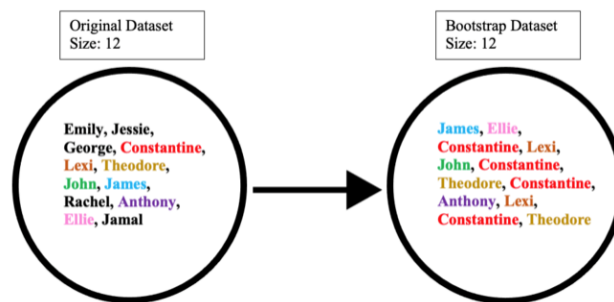 Original Dataset
Size: 12
Emily, Jessie,
George, Constantine,
Lexi, Theodore,
John, James,
Rachel, Anthony,
Ellie, Jamal
Bootstrap Dataset
Size: 12
James, Ellie,
Constantine, Lexi,
John, Constantine,
Theodore, Constantine,
Anthony, Lexi,
Constantine, Theodore